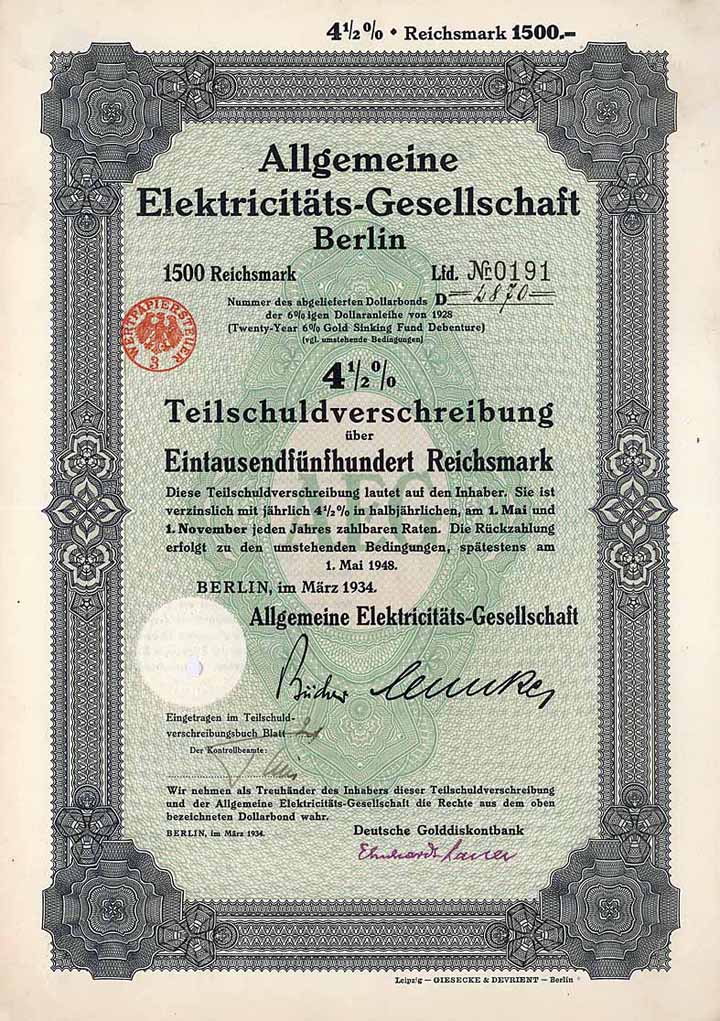 4½% • Reichsmark 1500.–
Allgemeine
Elektricitäts-Gesellschaft
Berlin
1500 Reichsmark Lfd. №0191
Nummer des abgelieferten Dollarbonds D 4870
der 6%igen Dollaranleihe von 1928
(Twenty-Year 6% Gold Sinking Fund Debenture)
(vgl. umstehende Bedingungen)
WERTPAPIERSTEUER
3
4½%
Teilschuldverschreibung
über
Eintausendfünfhundert Reichsmark
AEG
Diese Teilschuldverschreibung lautet auf den Inhaber. Sie ist
verzinslich mit jährlich 4½% in halbjährlichen, am 1. Mai und
1. November jeden Jahres zahlbaren Raten. Die Rückzahlung
erfolgt zu den umstehenden Bedingungen, spätestens am
1. Mai 1948.
BERLIN, im März 1934.
Allgemeine Elektricitäts-Gesellschaft
Bücher
Eingetragen im Teilschuld-
verschreibungsbuch Blatt
Der Kontrollbeamte:
Wir nehmen als Treuhänder des Inhabers dieser Teilschuldverschreibung
und der Allgemeine Elektricitäts-Gesellschaft die Rechte aus dem oben
bezeichneten Dollarbond wahr.
BERLIN, im März 1934. Deutsche Golddiskontbank
Leipzig — GIESECKE & DEVRIENT — Berlin